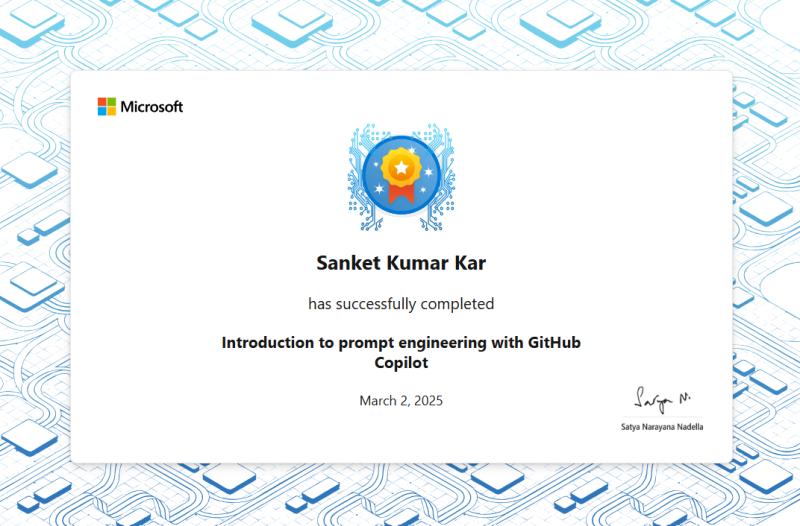 Microsoft
Sanket Kumar Kar
has successfully completed
Introduction to prompt engineering with GitHub
Copilot
March 2, 2025
Satya N.
Satya Narayana Nadella